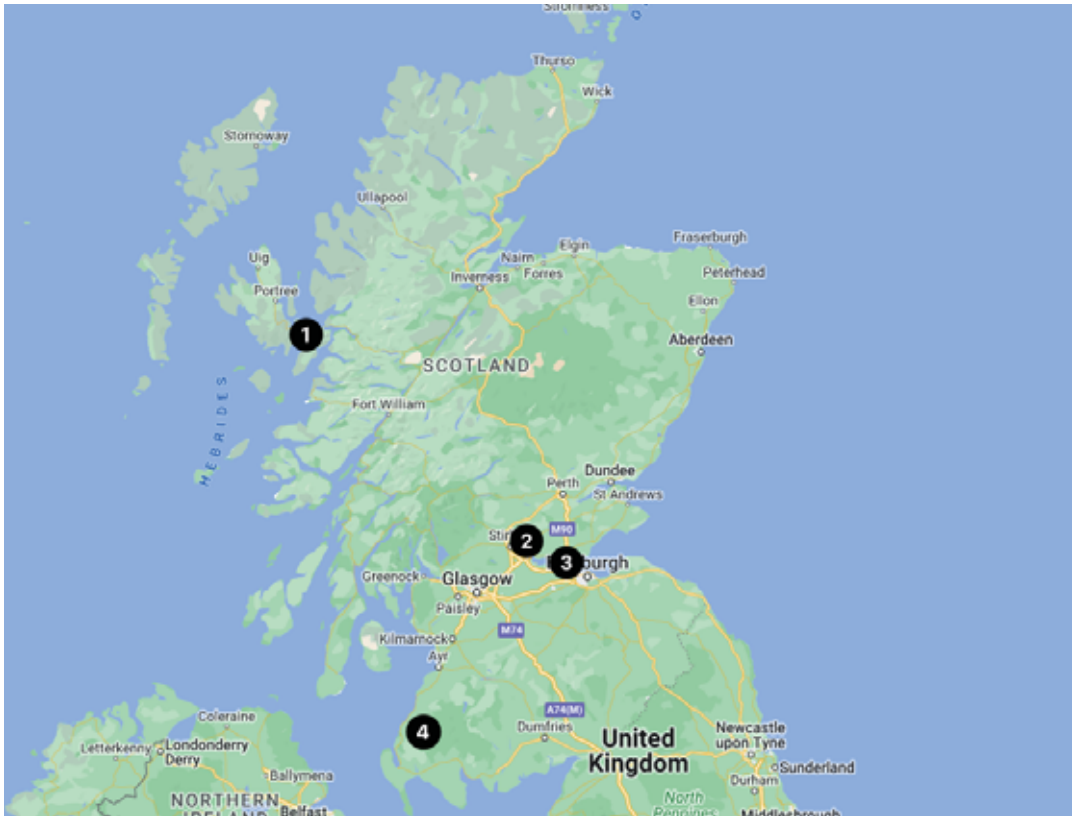 Stromness
Thurso
Wick
Stornoway
Ullapool
Fraserburgh
Elgin
Uig
Nairn
Forres
Peterhead
Inverness
Portree
Ellon
1
Aberdeen
SCOTLAND
HEBRIDES
Fort William
Dundee
Perth
St Andrews
M90
2
3
Greenock
Glasgow
Paisley
M74
Kilmarnock
Ayr
A74(M)
Coleraine
4
Dumfries
Newcastle
upon Tyne
United
Kingdom
Letterkenny
Londonderry
Derry
Sunderland
Ballymena
Durham
NORTHERN
IRELAND
Belfast
North
Pennines
Middlesbrough